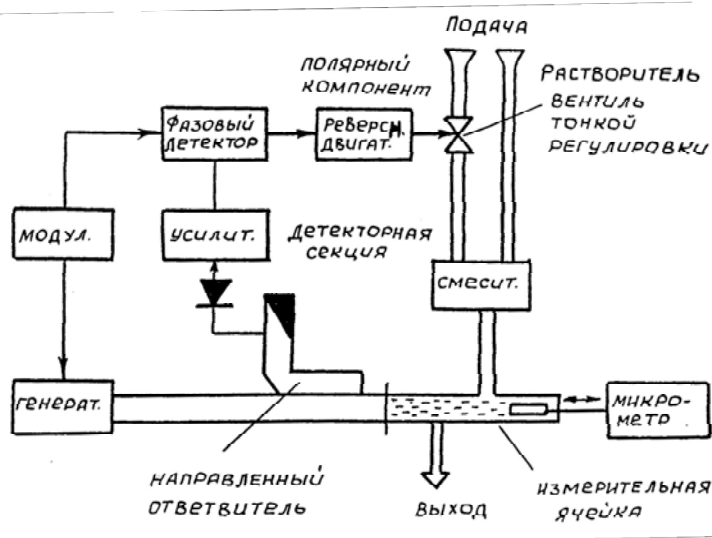 ПОДАЧА
ПОЛЯРНЫЙ
КОМПОНЕНТ
РАСТВОРИТЕЛЬ
ВЕНТИЛЬ
ТОНКОЙ
РЕГУЛИРОВКИ
ФАЗОВЫЙ
ДЕТЕКТОР
РЕВЕРСИ.
ДВИГАТ.
МОДУЛ.
УСИЛИТ.
ДЕТЕКТОРНАЯ
СЕКЦИЯ
СМЕСИТ.
ГЕНЕРАТ.
МИКРО-
МЕТР
НАПРАВЛЕННЫЙ
ОТВЕТВИТЕЛЬ
ВЫХОД
ИЗМЕРИТЕЛЬНАЯ
ЯЧЕЙКА